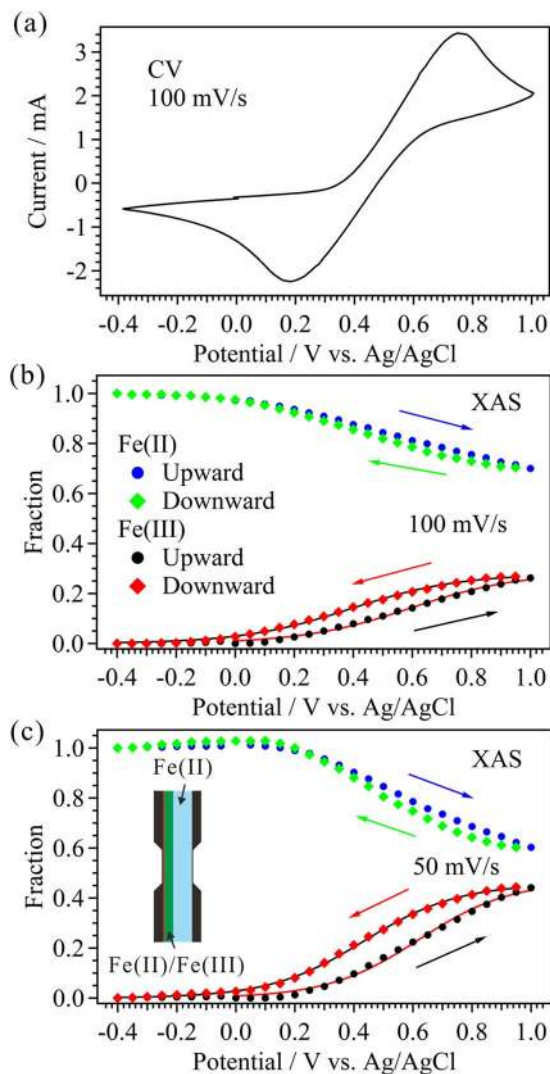 (a)
CV
100 mV/s
Current / mA
3
2
1
0
-1
-2
-0.4 -0.2 0.0 0.2 0.4 0.6 0.8 1.0
Potential / V vs. Ag/AgCl
(b)
XAS
Fraction
1.0
0.8
0.6
0.4
0.2
0.0
Fe(II)
Upward
Downward
Fe(III)
Upward
Downward
100 mV/s
-0.4 -0.2 0.0 0.2 0.4 0.6 0.8 1.0
Potential / V vs. Ag/AgCl
(c)
XAS
Fraction
1.0
0.8
0.6
0.4
0.2
0.0
Fe(II)
50 mV/s
Fe(II)/Fe(III)
-0.4 -0.2 0.0 0.2 0.4 0.6 0.8 1.0
Potential / V vs. Ag/AgCl